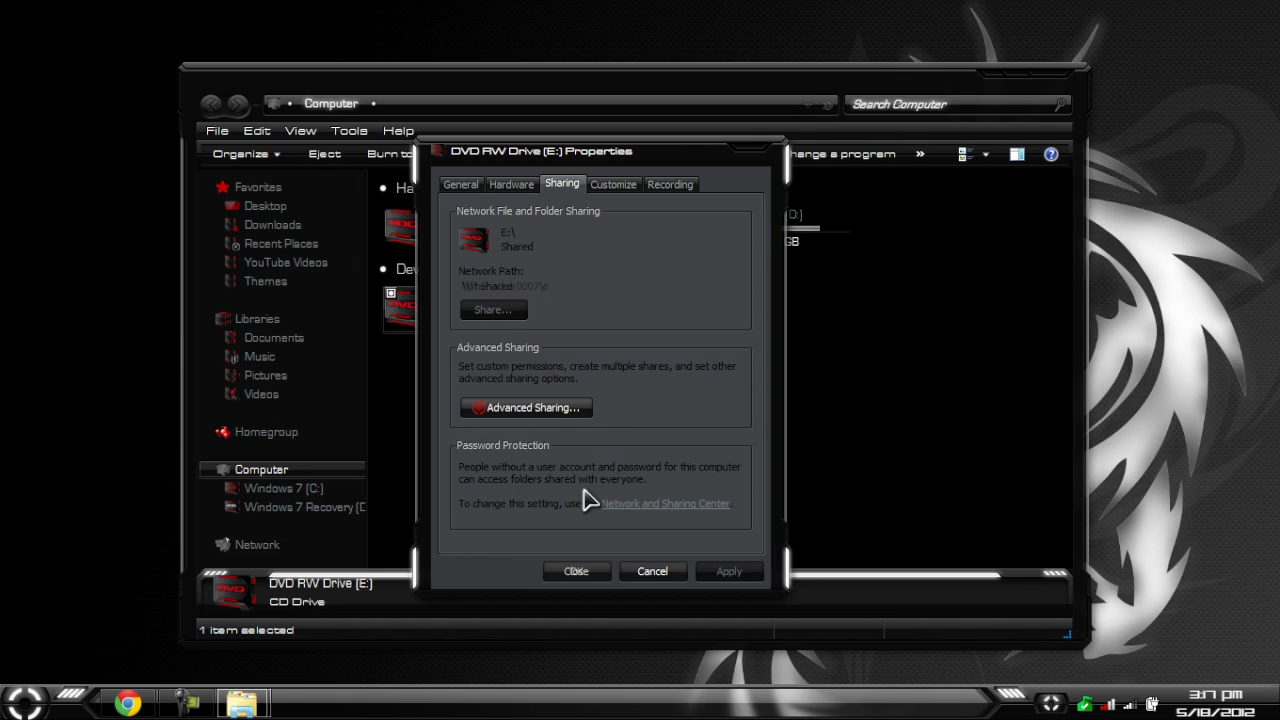 Computer
Search Computer
File Edit View Tools Help
Organize Eject Burn to
hange a program »
DVD RW Drive (E:) Properties
General Hardware Sharing Customize Recording
Network File and Folder Sharing
E:\
Shared
Network Path:
Share...
Advanced Sharing
Set custom permissions, create multiple shares, and set other
advanced sharing options.
Advanced Sharing...
Password Protection
People without a user account and password for this computer
can access folders shared with everyone.
To change this setting, use Network and Sharing Center.
Close Cancel Apply
Favorites
Desktop
Downloads
Recent Places
YouTube Videos
Themes
Libraries
Documents
Music
Pictures
Videos
Homegroup
Computer
Windows 7 (C:)
Windows 7 Recovery (D
Network
Ha
Dev
DVD
D:)
GB
DVD RW Drive (E:)
CD Drive
1 item selected
3:17 PM
5/18/2012